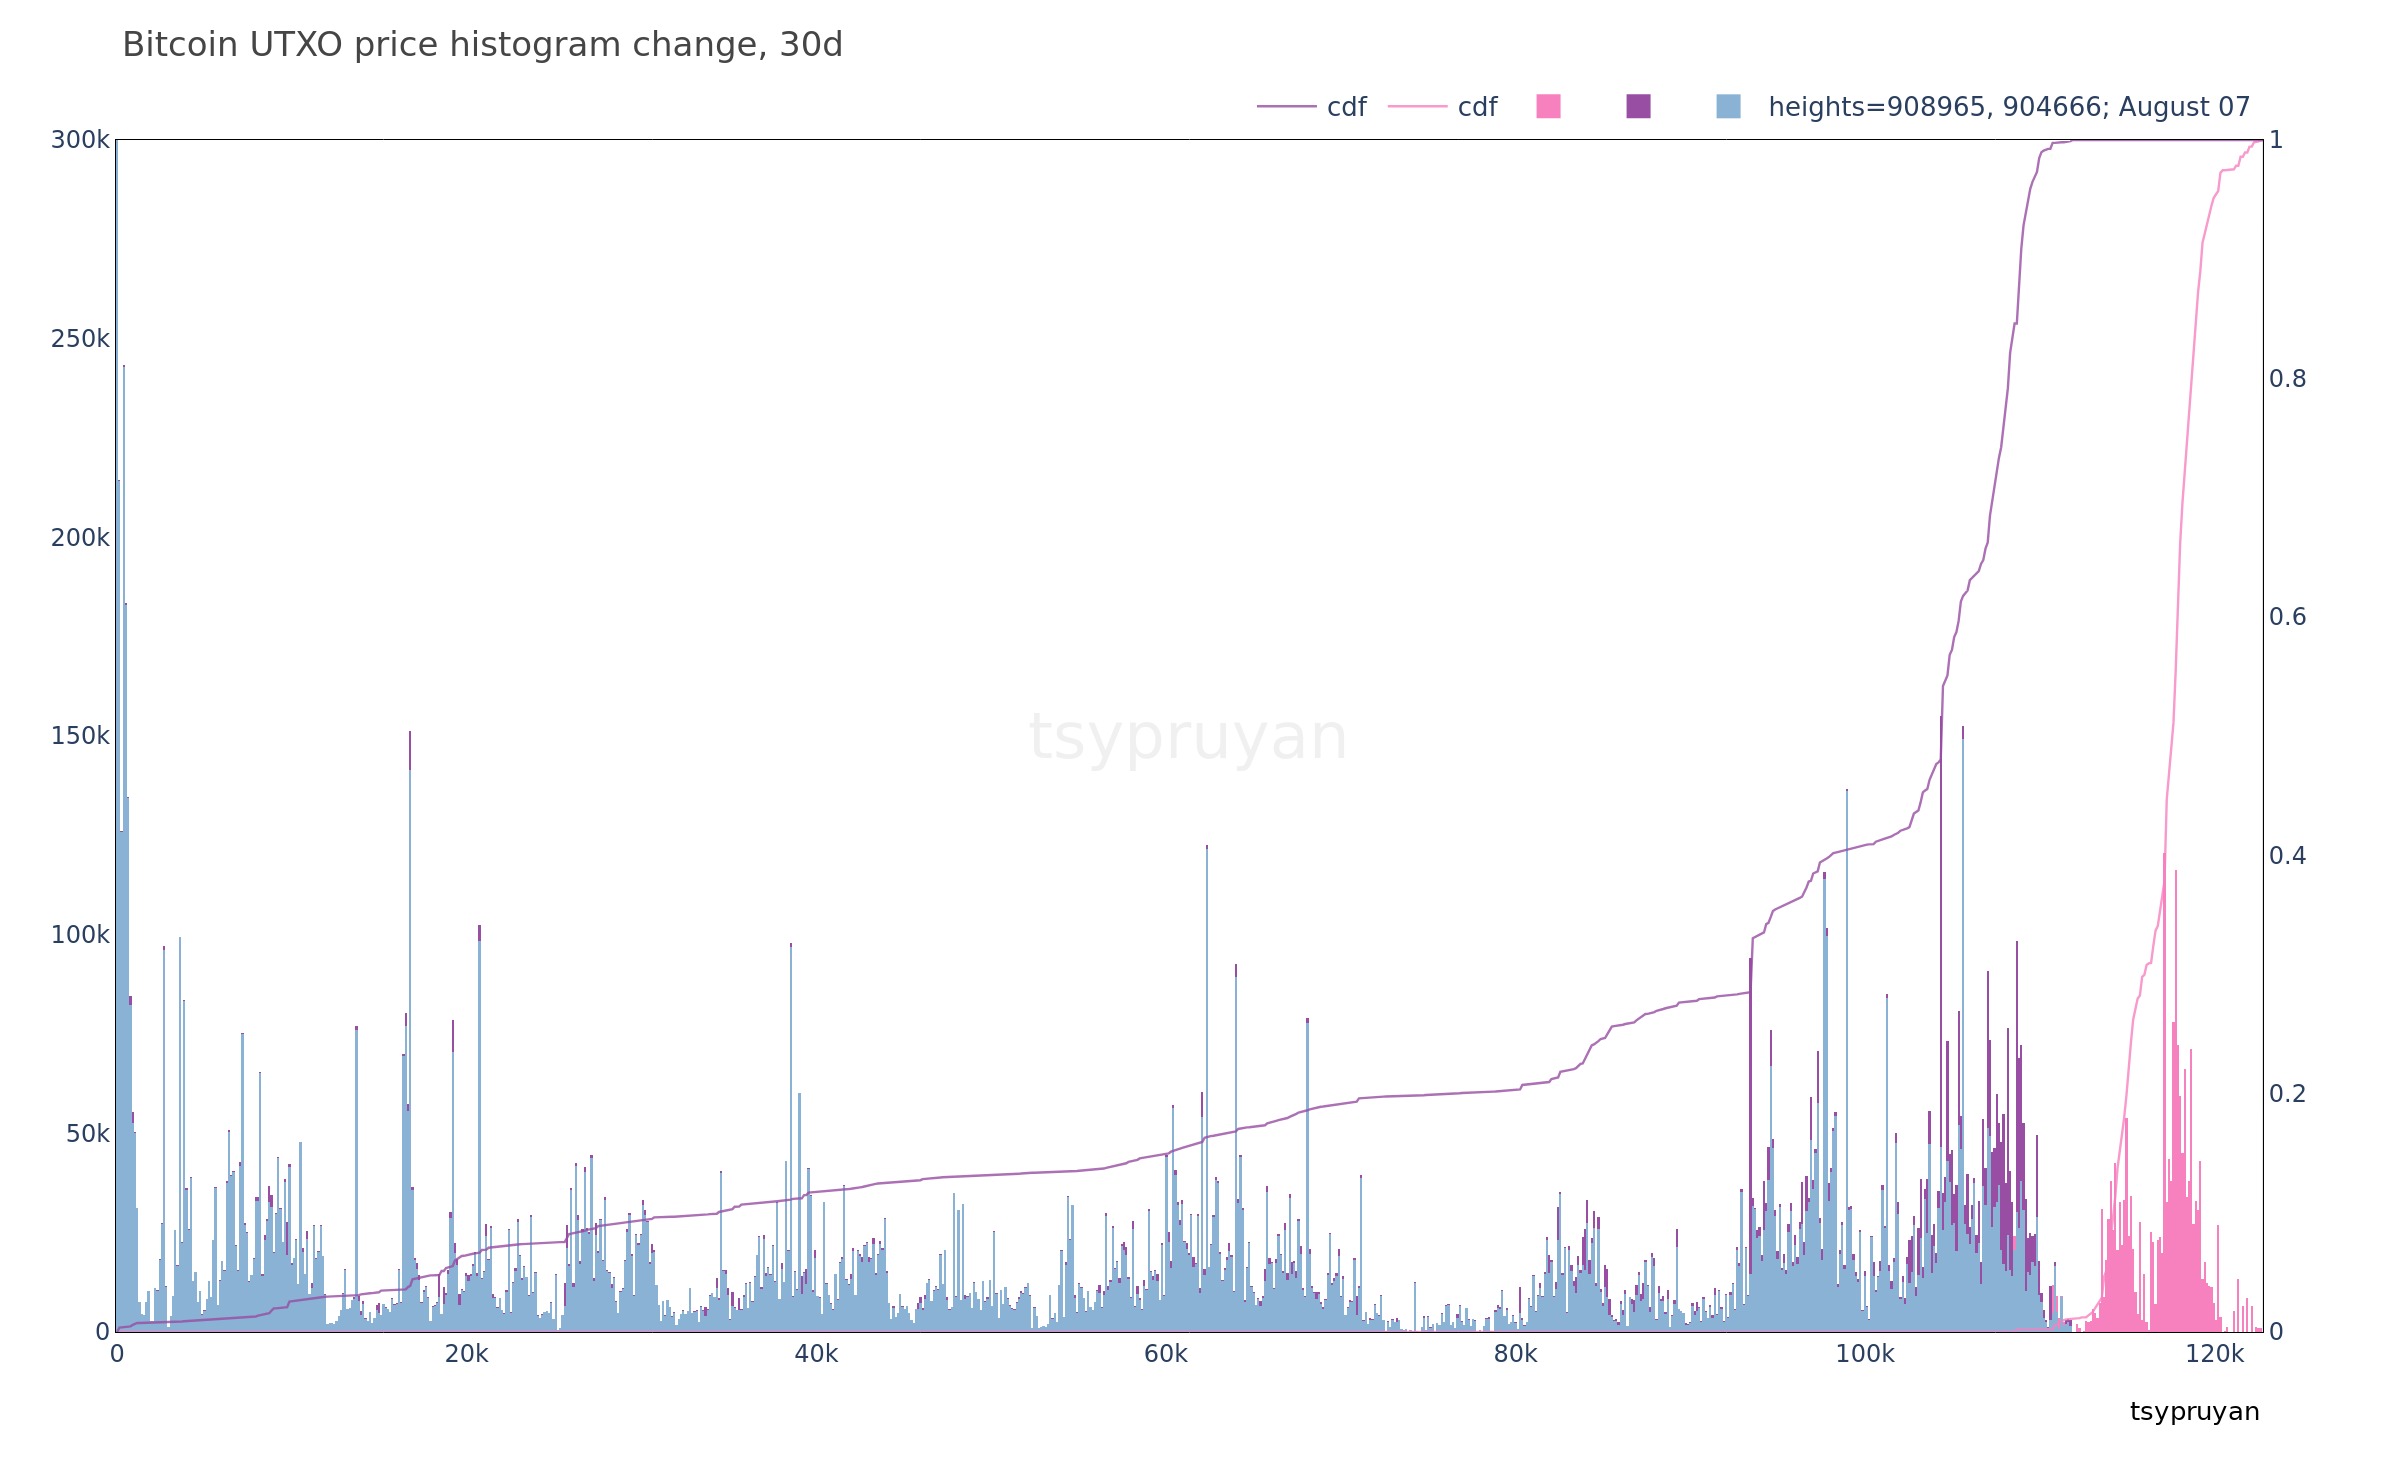 Bitcoin UTXO price histogram change, 30d
cdf cdf heights=908965, 904666; August 07
300k
250k
200k
150k
100k
50k
0
1
0.8
0.6
0.4
0.2
0
tsypruyan
0 20k 40k 60k 80k 100k 120k
tsypruyan